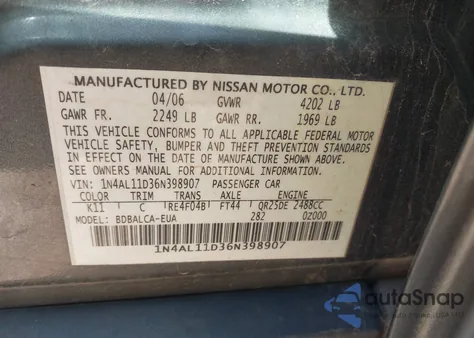 MANUFACTURED BY NISSAN MOTOR CO., LTD.
DATE 04/06 GVWR 4202 LB
GAWR FR. 2249 LB GAWR RR. 1969 LB
THIS VEHICLE CONFORMS TO ALL APPLICABLE FEDERAL MOTOR
VEHICLE SAFETY, BUMPER AND THEFT PREVENTION STANDARDS
IN EFFECT ON THE DATE OF MANUFACTURE SHOWN ABOVE.
SEE OWNERS MANUAL FOR ADDITIONAL INFORMATION.
VIN: 1N4AL11D36N398907 PASSENGER CAR
COLOR TRIM TRANS AXLE ENGINE
K11 C RE4F04B FT44 QR25DE 2488CC
MODEL: BDBALCA-EUA 282 0Z000
1N4AL11D36N398907
autoSnap